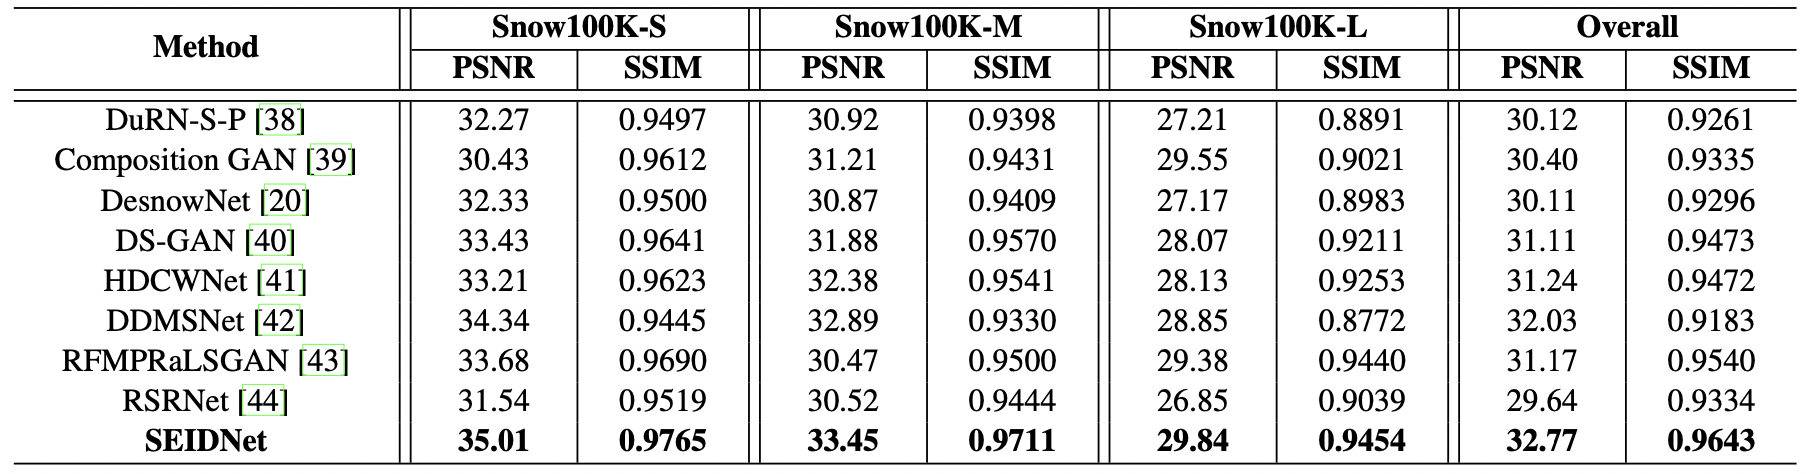 Method Snow100K-S Snow100K-M Snow100K-L Overall
PSNR SSIM PSNR SSIM PSNR SSIM PSNR SSIM
DuRN-S-P [38] 32.27 0.9497 30.92 0.9398 27.21 0.8891 30.12 0.9261
Composition GAN [39] 30.43 0.9612 31.21 0.9431 29.55 0.9021 30.40 0.9335
DesnowNet [20] 32.33 0.9500 30.87 0.9409 27.17 0.8983 30.11 0.9296
DS-GAN [40] 33.43 0.9641 31.88 0.9570 28.07 0.9211 31.11 0.9473
HDCWNet [41] 33.21 0.9623 32.38 0.9541 28.13 0.9253 31.24 0.9472
DDMSNet [42] 34.34 0.9445 32.89 0.9330 28.85 0.8772 32.03 0.9183
RFMPRaLSGAN [43] 33.68 0.9690 30.47 0.9500 29.38 0.9440 31.17 0.9540
RSRNet [44] 31.54 0.9519 30.52 0.9444 26.85 0.9039 29.64 0.9334
SEIDNet 35.01 0.9765 33.45 0.9711 29.84 0.9454 32.77 0.9643